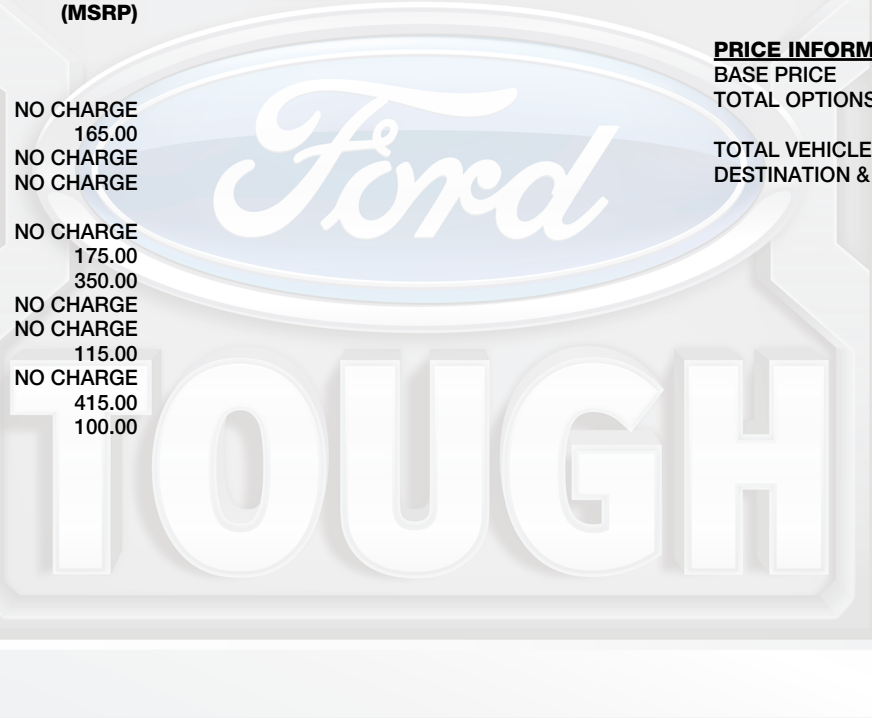 (MSRP)
NO CHARGE
165.00
NO CHARGE
NO CHARGE
NO CHARGE
175.00
350.00
NO CHARGE
NO CHARGE
115.00
NO CHARGE
415.00
100.00
PRICE INFORM
BASE PRICE
TOTAL OPTIONS
TOTAL VEHICLE
DESTINATION &
Ford
TOUGH